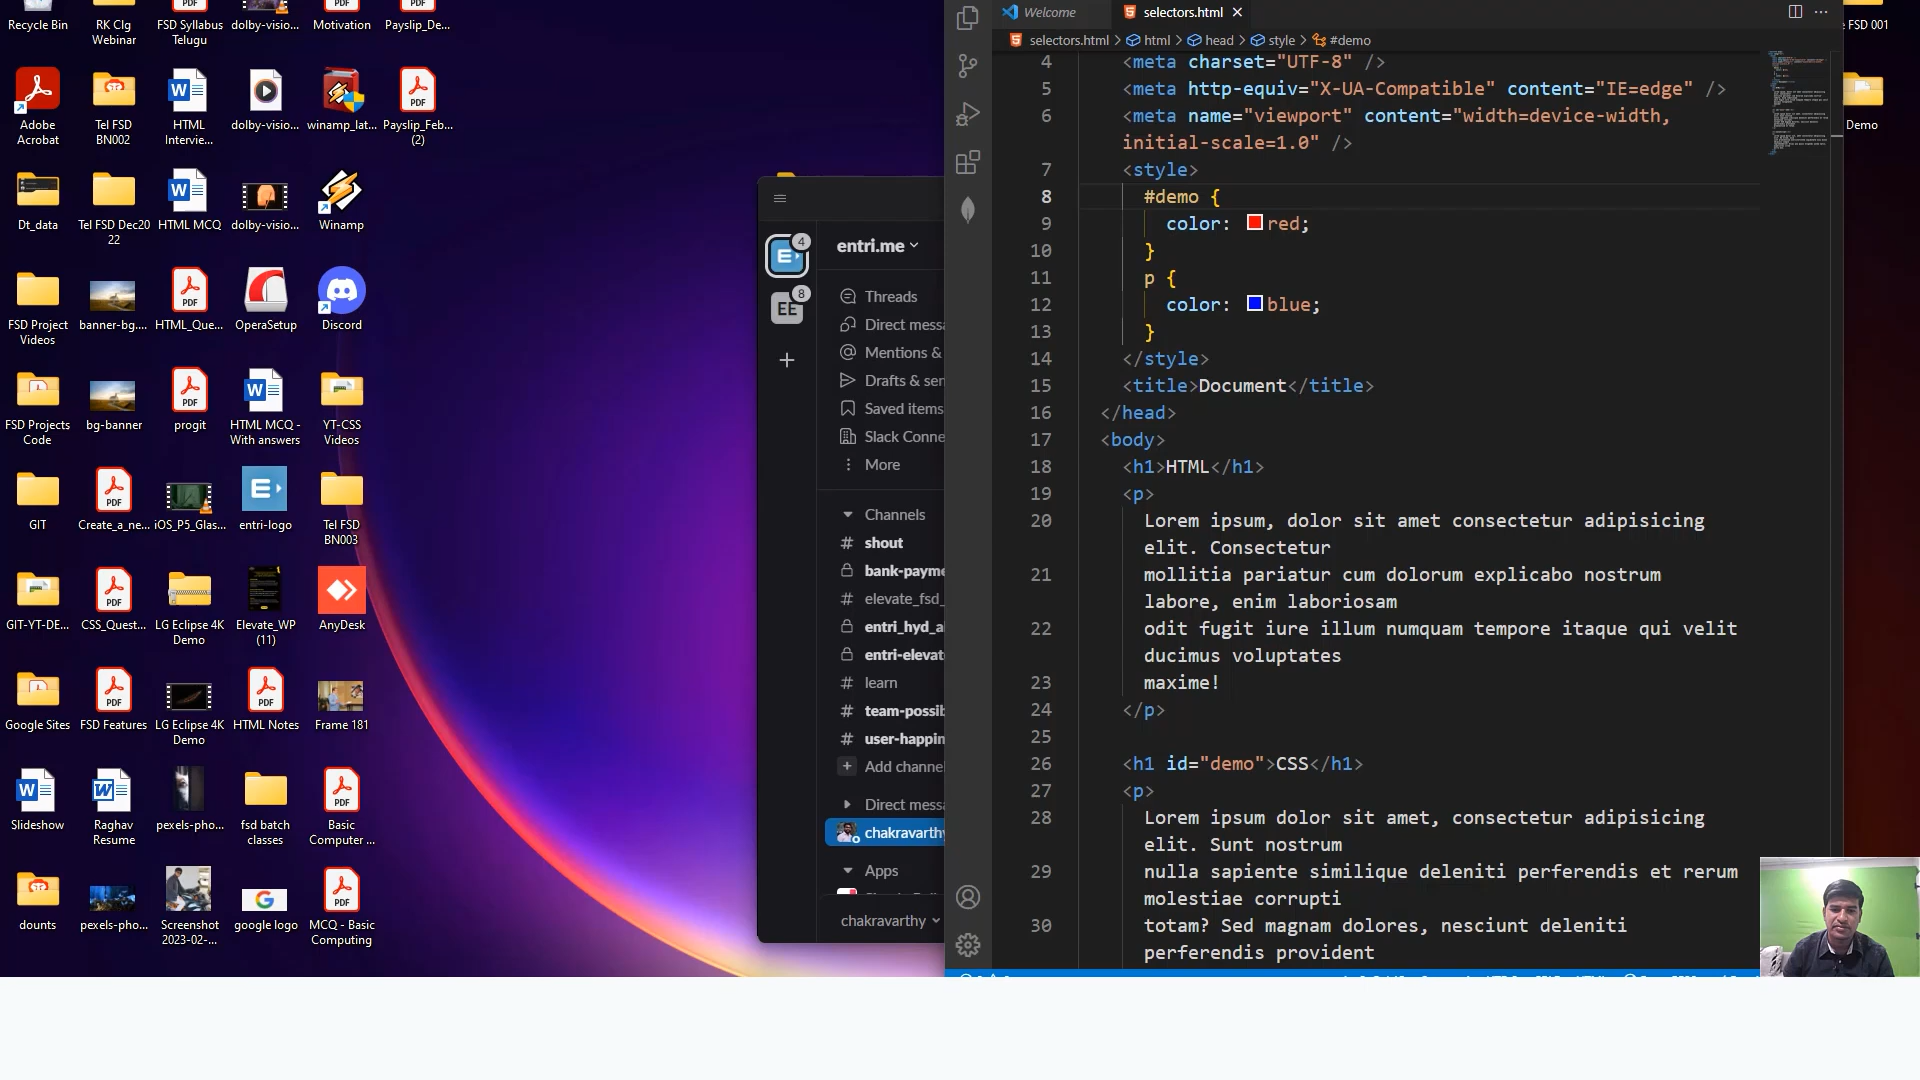 Recycle Bin
RK Clg
Webinar
FSD Syllabus
Telugu
dolby-visio...
Motivation
Payslip_De...
Adobe
Acrobat
Tel FSD
BN002
HTML
Intervie...
dolby-visio...
winamp_lat...
Payslip_Feb...
(2)
Dt_data
Tel FSD Dec20
22
HTML MCQ
dolby-visio...
Winamp
FSD Project
Videos
banner-bg....
HTML_Que...
OperaSetup
Discord
FSD Projects
Code
bg-banner
progit
HTML MCQ -
With answers
YT-CSS
Videos
GIT
Create_a_ne...
iOS_P5_Glas...
entri-logo
Tel FSD
BN003
GIT-YT-DE...
CSS_Quest...
LG Eclipse 4K
Demo
Elevate_WP
(11)
AnyDesk
Google Sites
FSD Features
LG Eclipse 4K
Demo
HTML Notes
Frame 181
Slideshow
Raghav
Resume
pexels-pho...
fsd batch
classes
Basic
Computer ...
dounts
pexels-pho...
Screenshot
2023-02-...
google logo
MCQ - Basic
Computing
4
8
EE
entri.me
Threads
Direct messa
Mentions &
Drafts & sen
Saved items
Slack Conne
More
Channels
# shout
bank-payme
# elevate_fsd_
entri_hyd_a
entri-elevat
# learn
# team-possib
# user-happin
+ Add channel
Direct messa
chakravarthy
Apps
chakravarthy
Welcome
selectors.html
selectors.html > html > head > style > #demo
4 <meta charset="UTF-8" />
5 <meta http-equiv="X-UA-Compatible" content="IE=edge" />
6 <meta name="viewport" content="width=device-width,
initial-scale=1.0" />
7 <style>
8 #demo {
9 color: red;
10 }
11 p {
12 color: blue;
13 }
14 </style>
15 <title>Document</title>
16 </head>
17 <body>
18 <h1>HTML</h1>
19 <p>
20 Lorem ipsum, dolor sit amet consectetur adipisicing
elit. Consectetur
21 mollitia pariatur cum dolorum explicabo nostrum
labore, enim laboriosam
22 odit fugit iure illum numquam tempore itaque qui velit
ducimus voluptates
23 maxime!
24 </p>
25
26 <h1 id="demo">CSS</h1>
27 <p>
28 Lorem ipsum dolor sit amet, consectetur adipisicing
elit. Sunt nostrum
29 nulla sapiente similique deleniti perferendis et rerum
molestiae corrupti
30 totam? Sed magnam dolores, nesciunt deleniti
perferendis provident
e FSD 001
Demo